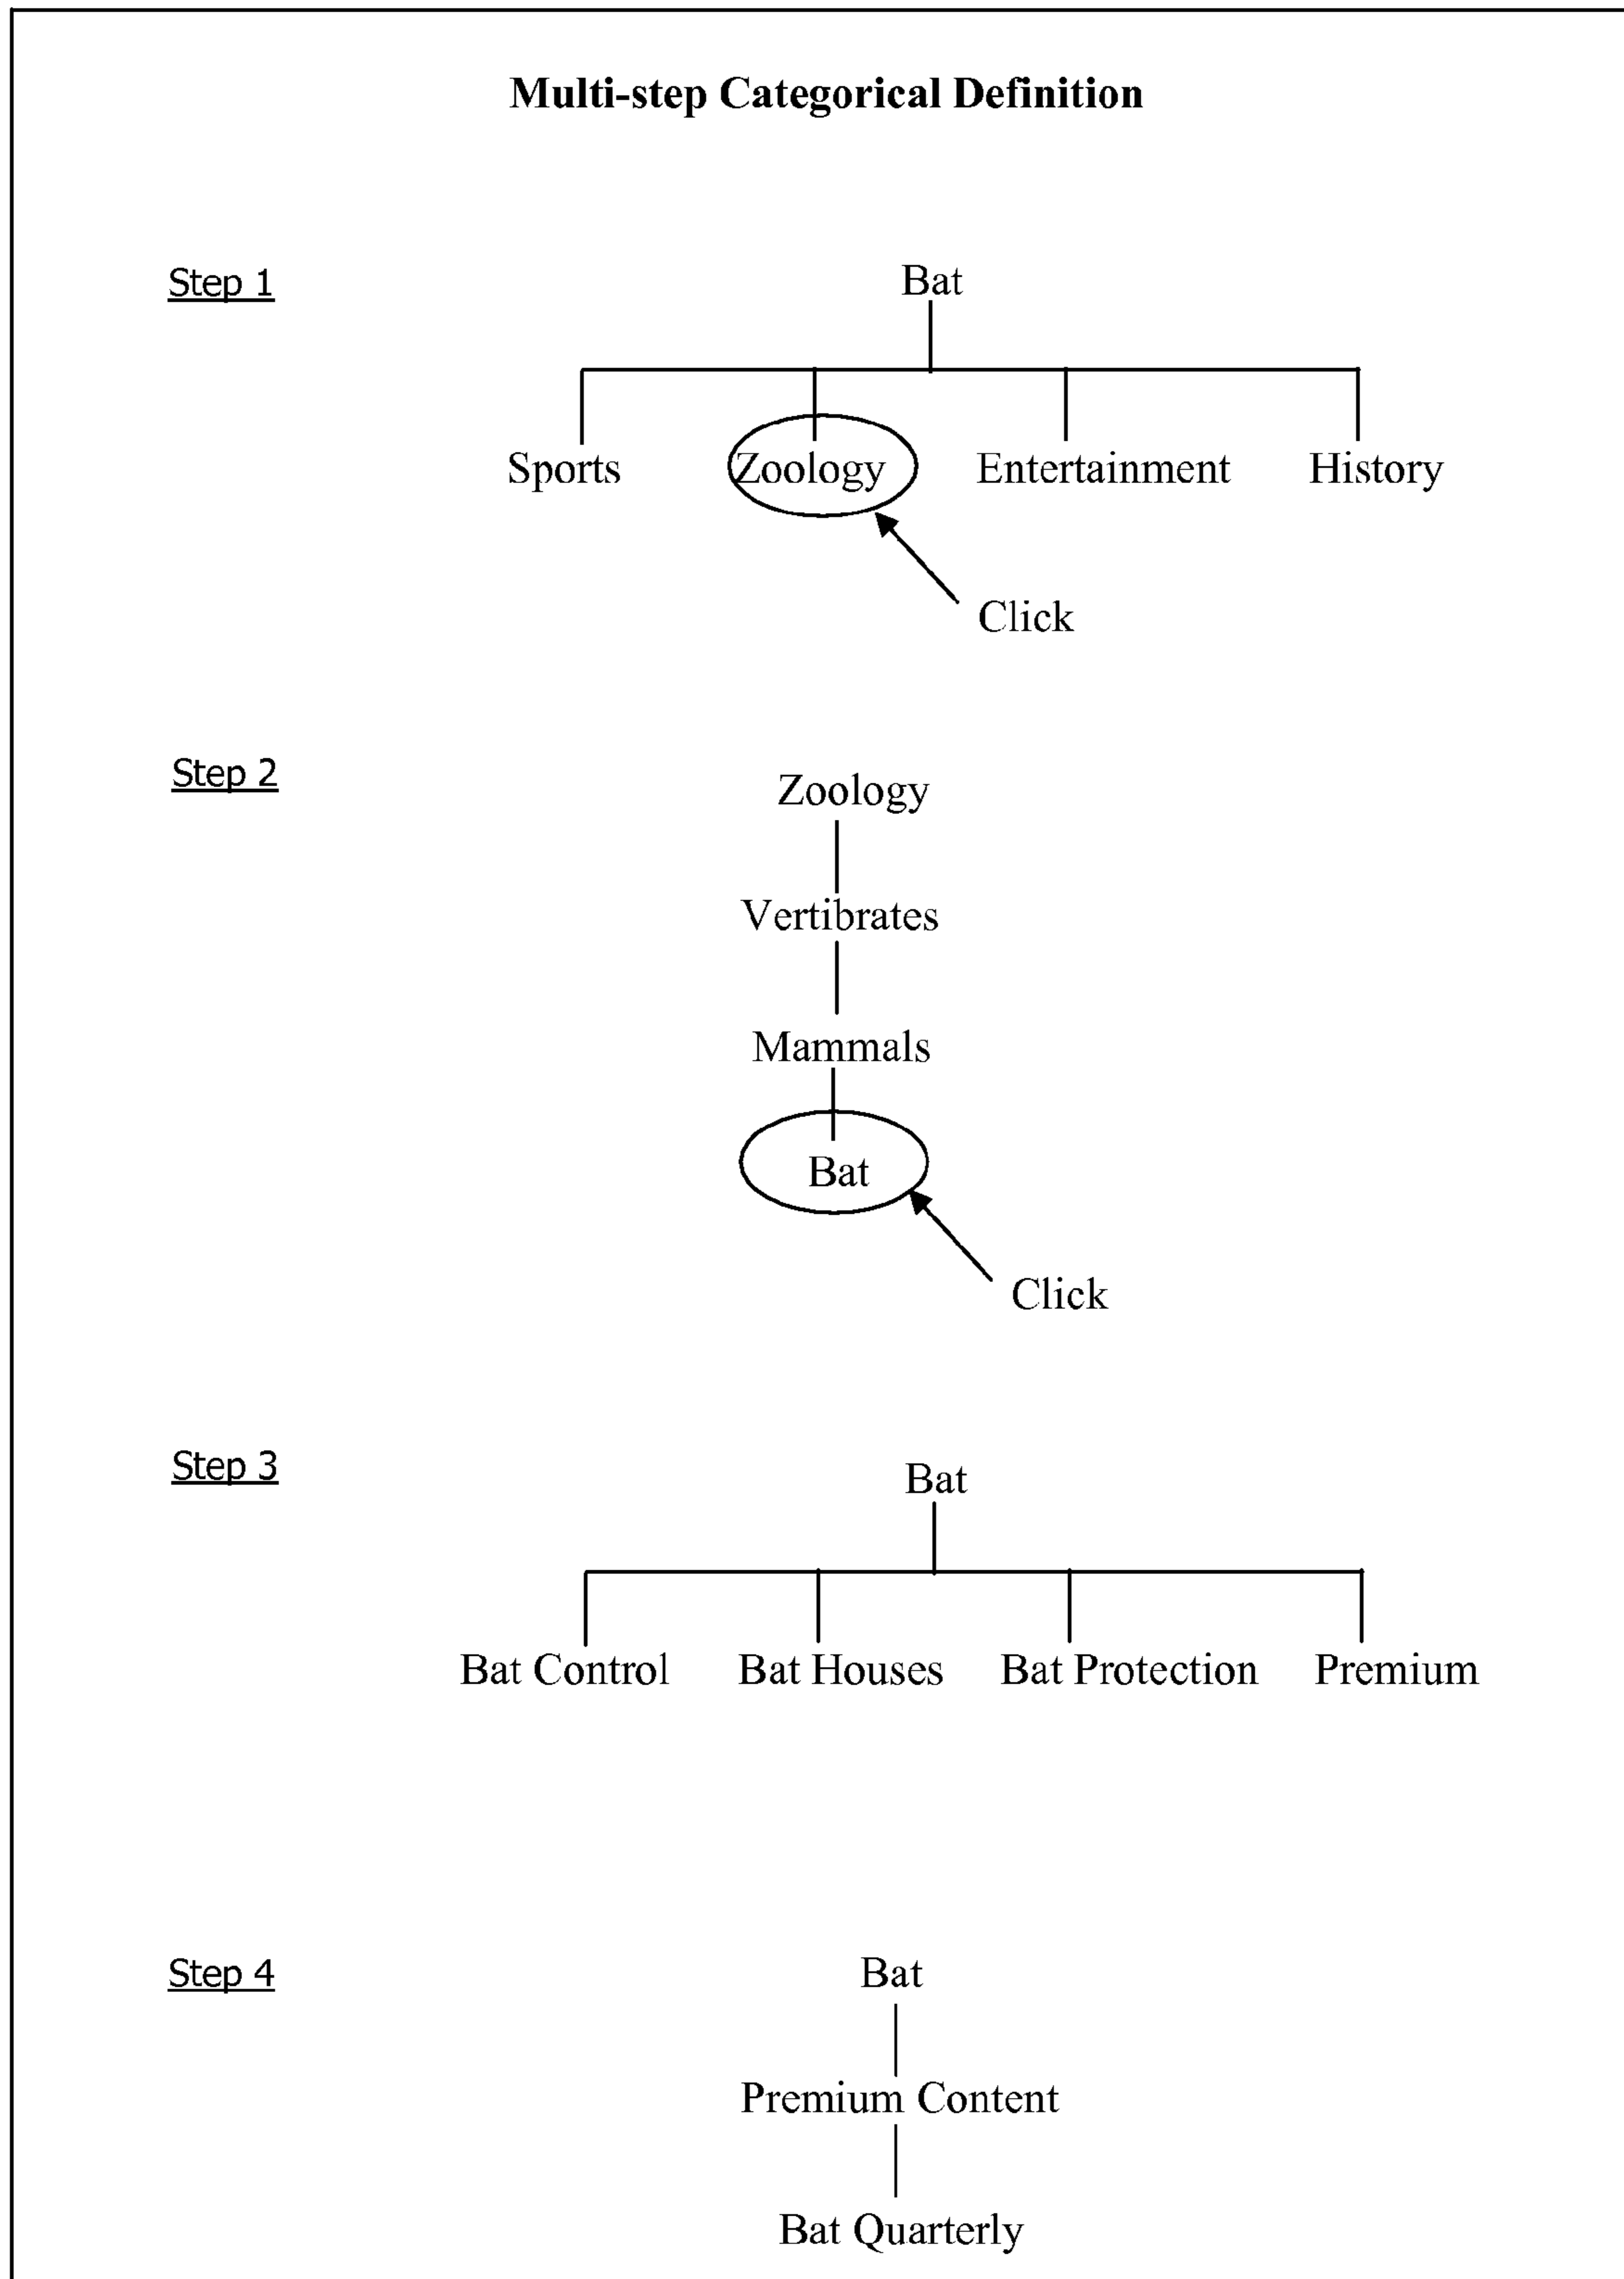 Multi-step Categorical Definition
Step 1
Bat
Sports Zoology Entertainment History
Click
Step 2
Zoology
Vertibrates
Mammals
Bat
Click
Step 3
Bat
Bat Control Bat Houses Bat Protection Premium
Step 4
Bat
Premium Content
Bat Quarterly